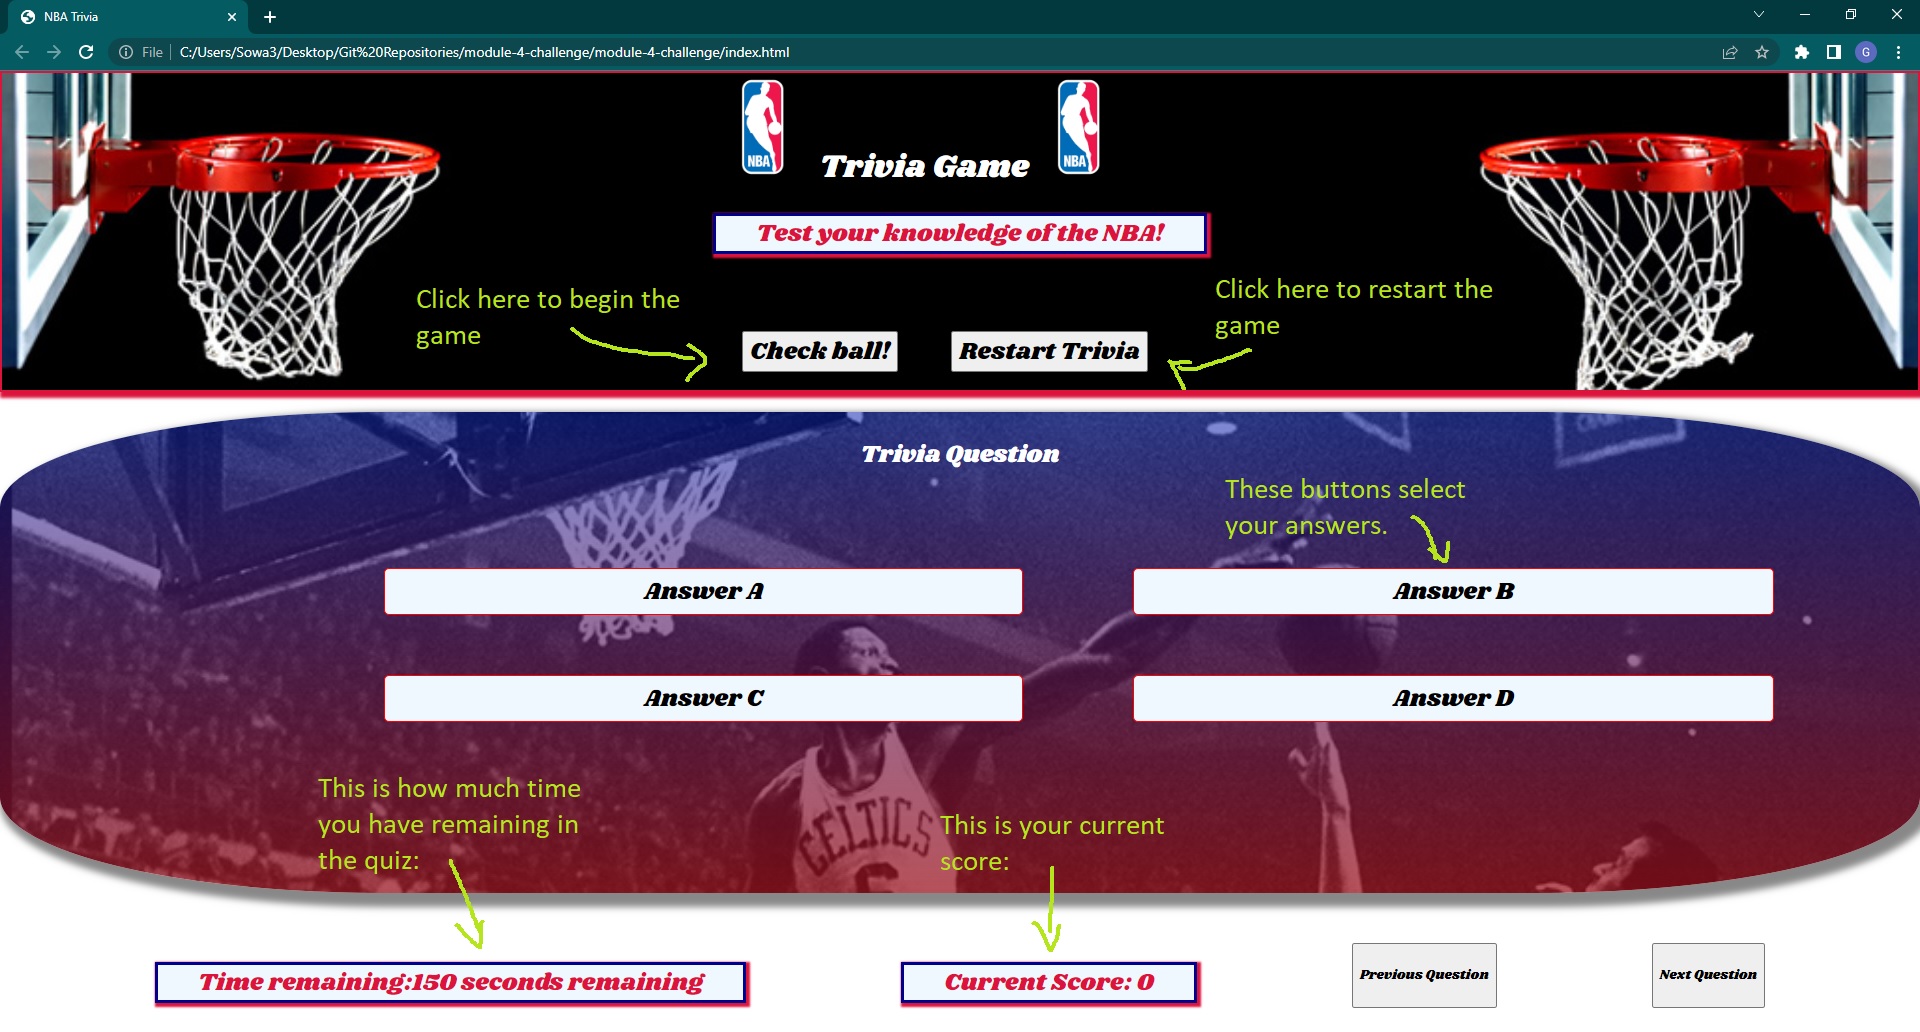 NBA Trivia
File
C:/Users/Sowa3/Desktop/Git%20Repositories/module-4-challenge/module-4-challenge/index.html
G
NBA
NBA
Trivia Game
Test your knowledge of the NBA!
Click here to begin the
game
Click here to restart the
game
Check ball!
Restart Trivia
Trivia Question
These buttons select
your answers.
Answer A
Answer B
Answer C
Answer D
This is how much time
you have remaining in
the quiz:
CELTICS
6
This is your current
score:
Time remaining:150 seconds remaining
Current Score: 0
Previous Question
Next Question